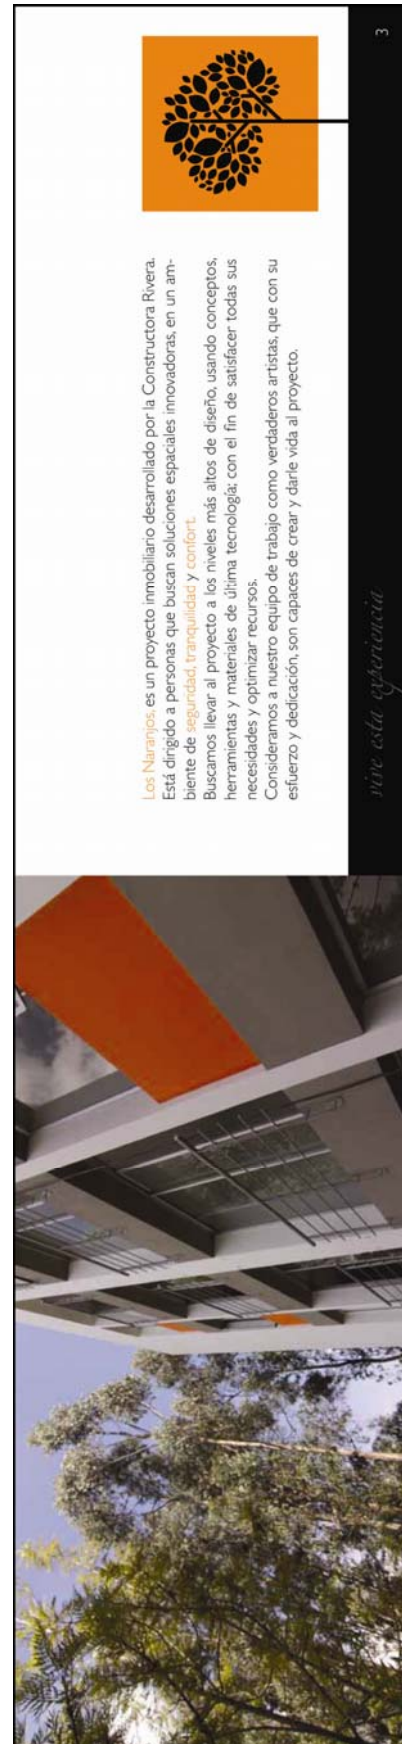 Los Naranjos, es un proyecto inmobiliario desarrollado por la Constructora Rivera.
Está dirigido a personas que buscan soluciones espaciales innovadoras, en un am-
biente de seguridad, tranquilidad y confort.
Buscamos llevar al proyecto a los niveles más altos de diseño, usando conceptos,
herramientas y materiales de última tecnología; con el fin de satisfacer todas sus
necesidades y optimizar recursos.
Consideramos a nuestro equipo de trabajo como verdaderos artistas, que con su
esfuerzo y dedicación, son capaces de crear y darle vida al proyecto.
vive esta experiencia
3